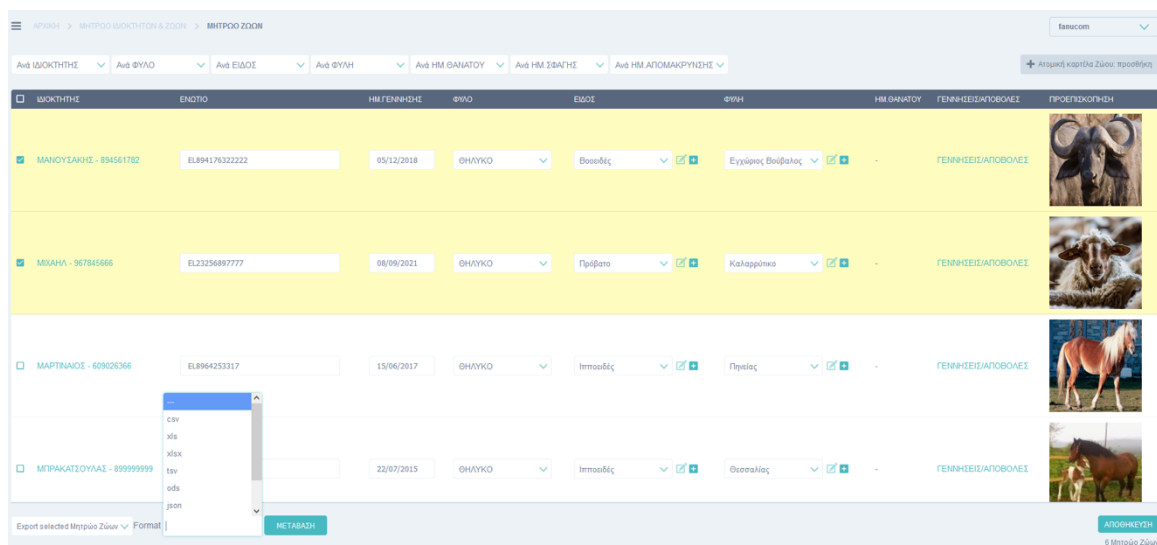 ΑΡΧΙΚΗ > ΜΗΤΡΩΟ ΙΔΙΟΚΤΗΤΩΝ & ΖΩΩΝ > ΜΗΤΡΩΟ ΖΩΩΝ
fanucom
Ανά ΙΔΙΟΚΤΗΤΗΣ Ανά ΦΥΛΟ Ανά ΕΙΔΟΣ Ανά ΦΥΛΗ Ανά ΗΜ.ΘΑΝΑΤΟΥ Ανά ΗΜ.ΣΦΑΓΗΣ Ανά ΗΜ.ΑΠΟΜΑΚΡΥΝΣΗΣ
+ Ατομική καρτέλα Ζώου: προσθήκη
ΙΔΙΟΚΤΗΤΗΣ ΕΝΩΤΙΟ ΗΜ.ΓΕΝΝΗΣΗΣ ΦΥΛΟ ΕΙΔΟΣ ΦΥΛΗ ΗΜ.ΘΑΝΑΤΟΥ ΓΕΝΝΗΣΕΙΣ/ΑΠΟΒΟΛΕΣ ΠΡΟΕΠΙΣΚΟΠΗΣΗ
ΜΑΝΟΥΣΑΚΗΣ - 894561782 EL894176322222 05/12/2018 ΘΗΛΥΚΟ Βοοειδές Εγχώριος Βούβαλος - ΓΕΝΝΗΣΕΙΣ/ΑΠΟΒΟΛΕΣ
ΜΙΧΑΗΛ - 967845666 EL23256897777 08/09/2021 ΘΗΛΥΚΟ Πρόβατο Καλαρρύτικο - ΓΕΝΝΗΣΕΙΣ/ΑΠΟΒΟΛΕΣ
ΜΑΡΤΙΝΑΙΟΣ - 609026366 EL8964253317 15/06/2017 ΘΗΛΥΚΟ Ιπποειδές Πηνείας - ΓΕΝΝΗΣΕΙΣ/ΑΠΟΒΟΛΕΣ
---
csv
xls
xlsx
tsv
ods
json
ΜΠΡΑΚΑΤΣΟΥΛΑΣ - 899999999 22/07/2015 ΘΗΛΥΚΟ Ιπποειδές Θεσσαλίας - ΓΕΝΝΗΣΕΙΣ/ΑΠΟΒΟΛΕΣ
Export selected Μητρώο Ζώων Format ΜΕΤΑΒΑΣΗ
ΑΠΟΘΗΚΕΥΣΗ
6 Μητρώο Ζώων